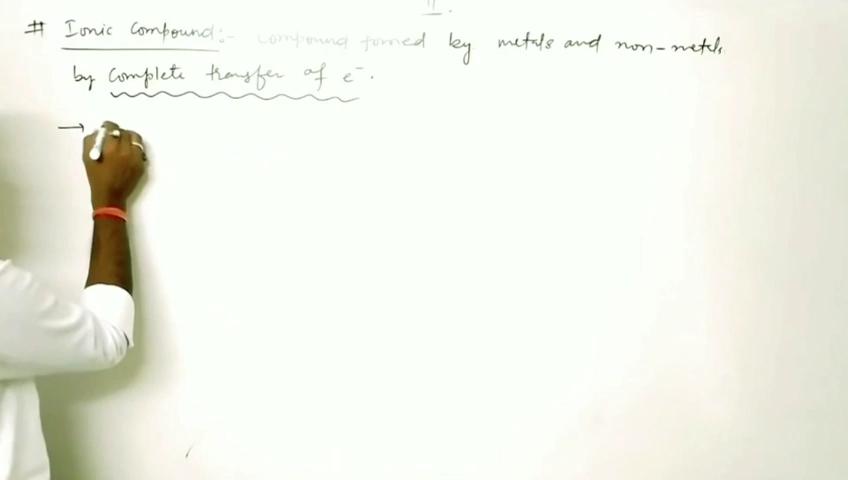 # Ionic Compound:- Compound formed by metals and non-metals
by Complete transfer of e⁻.
→